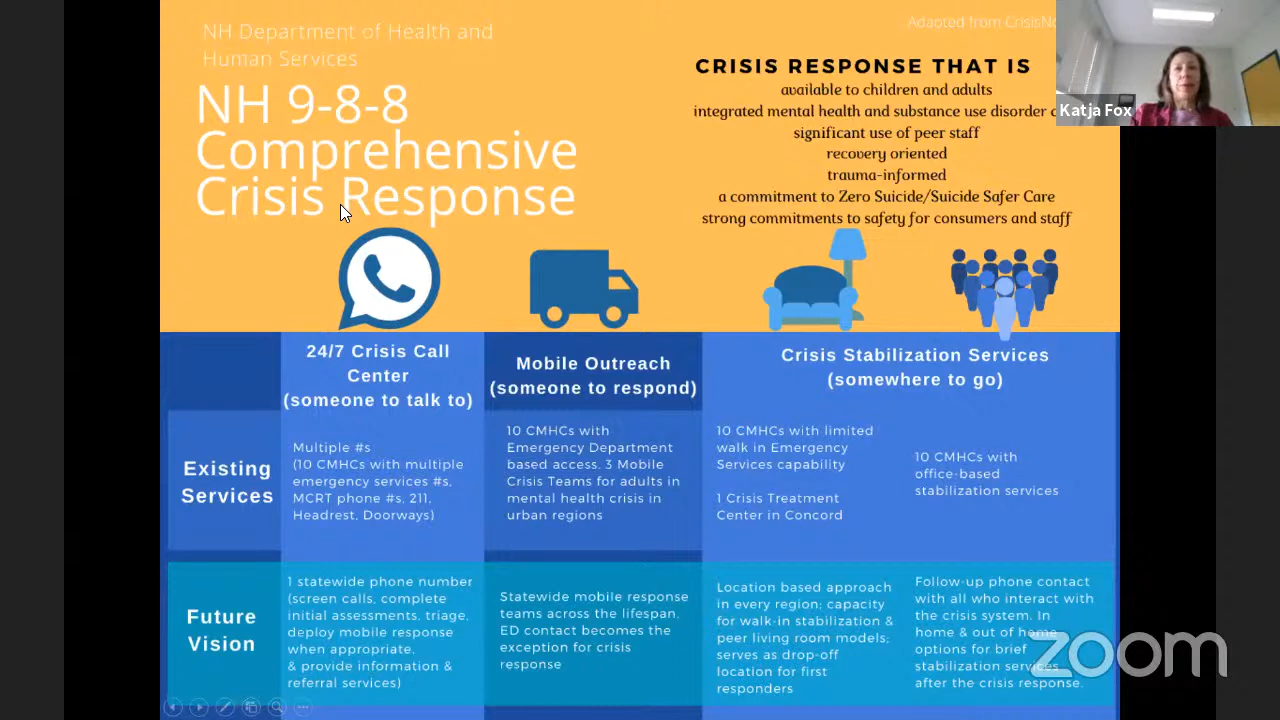 NH Department of Health and
Human Services
NH 9-8-8
Comprehensive
Crisis Response
Adapted from
CRISIS RESPONSE THAT IS
available to children and adults
integrated mental health and substance use disorder
significant use of peer staff
recovery oriented
trauma-informed
a commitment to Zero Suicide/Suicide Safer Care
strong commitments to safety for consumers and staff
Katja Fox
24/7 Crisis Call
Center
(someone to talk to)
Mobile Outreach
(someone to respond)
Crisis Stabilization Services
(somewhere to go)
Existing
Services
Multiple #s
(10 CMHCs with multiple
emergency services #s,
MCRT phone #s, 211,
Headrest, Doorways)
10 CMHCs with
Emergency Department
based access. 3 Mobile
Crisis Teams for adults in
mental health crisis in
urban regions
10 CMHCs with limited
walk in Emergency
Services capability
1 Crisis Treatment
Center in Concord
10 CMHCs with
office-based
stabilization services
Future
Vision
1 statewide phone number
(screen calls, complete
initial assessments, triage,
deploy mobile response
when appropriate,
& provide information &
referral services)
Statewide mobile response
teams across the lifespan.
ED contact becomes the
exception for crisis
response
Location based approach
in every region; capacity
for walk-in stabilization &
peer living room models;
serves as drop-off
location for first
responders
Follow-up phone contact
with all who interact with
the crisis system. In
home & out of home
options for brief
stabilization services
after the crisis response.
zoom